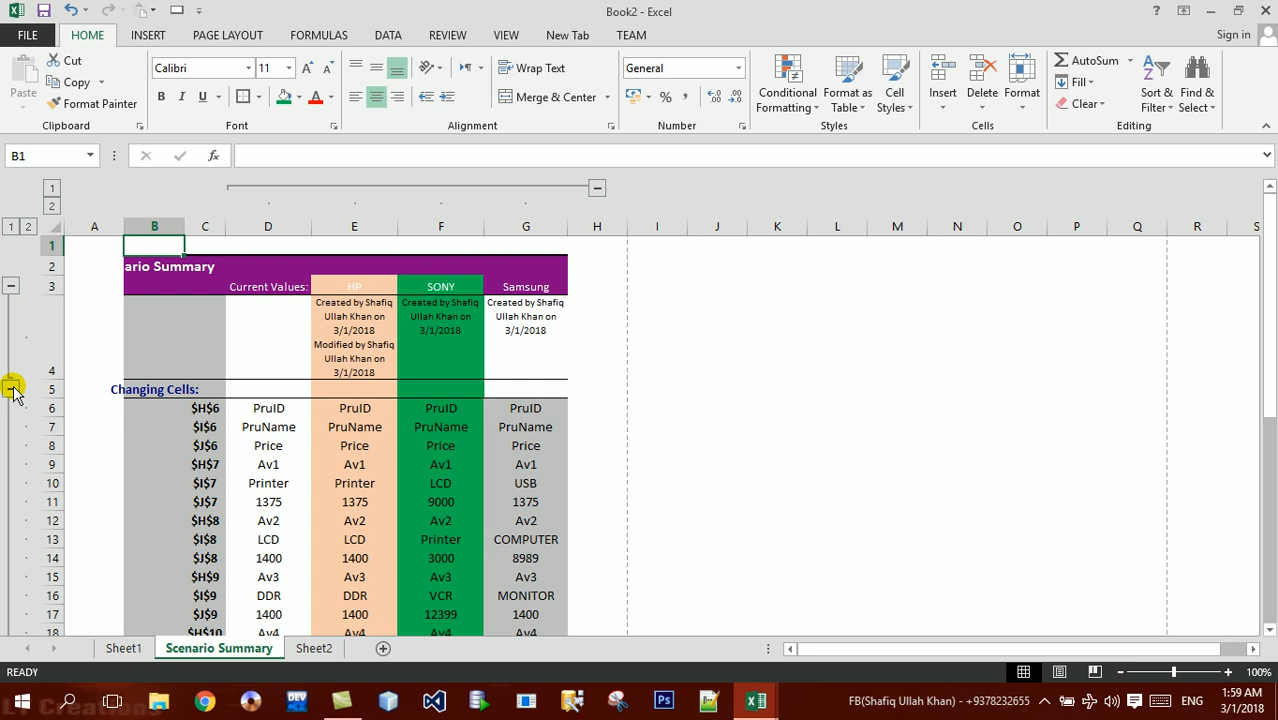 Book2 - Excel
FILE HOME INSERT PAGE LAYOUT FORMULAS DATA REVIEW VIEW New Tab TEAM Sign in
Paste Cut Copy Format Painter Clipboard
Calibri 11 B I U A Font
Wrap Text Merge & Center Alignment
General % , Number
Conditional Formatting Format as Table Cell Styles Styles
Insert Delete Format Cells
AutoSum Fill Clear Sort & Filter Find & Select Editing
B1 fx
1
2
1 2 A B C D E F G H I J K L M N O P Q R S
1
2 ario Summary
3 Current Values: HP SONY Samsung
4 Created by Shafiq Ullah Khan on 3/1/2018 Modified by Shafiq Ullah Khan on 3/1/2018 Created by Shafiq Ullah Khan on 3/1/2018 Created by Shafiq Ullah Khan on 3/1/2018
5 Changing Cells:
6 $H$6 PruID PruID PruID PruID
7 $I$6 PruName PruName PruName PruName
8 $J$6 Price Price Price Price
9 $H$7 Av1 Av1 Av1 Av1
10 $I$7 Printer Printer LCD USB
11 $J$7 1375 1375 9000 1375
12 $H$8 Av2 Av2 Av2 Av2
13 $I$8 LCD LCD Printer COMPUTER
14 $J$8 1400 1400 3000 8989
15 $H$9 Av3 Av3 Av3 Av3
16 $I$9 DDR DDR VCR MONITOR
17 $J$9 1400 1400 12399 1400
18 $H$10 Av4 Av4 Av4 Av4
Sheet1 Scenario Summary Sheet2
READY 100%
DEV Ps FB(Shafiq Ullah Khan) - +9378232655 ENG 1:59 AM
3/1/2018